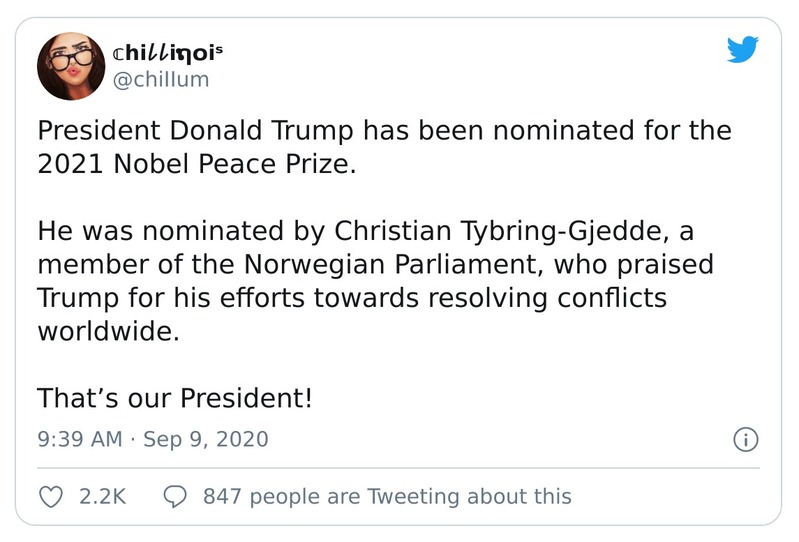 𝕔hi𝓁𝓁iɳoiˢ
@chillum
President Donald Trump has been nominated for the
2021 Nobel Peace Prize.
He was nominated by Christian Tybring-Gjedde, a
member of the Norwegian Parliament, who praised
Trump for his efforts towards resolving conflicts
worldwide.
That’s our President!
9:39 AM · Sep 9, 2020
2.2K 847 people are Tweeting about this